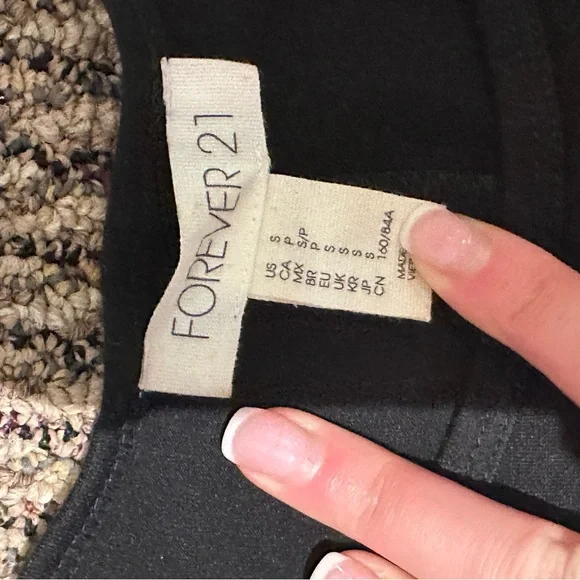 FOREVER 21
US S
CA P
MX S/P
BR P
EU S
UK S
KR S
JP S
CN 160/84A
MADE